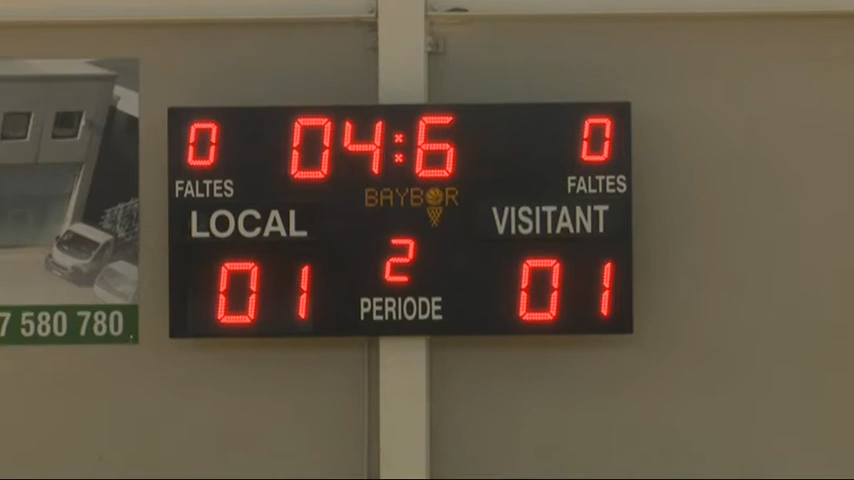 0 04:6 0
FALTES FALTES
BAYBOR
LOCAL VISITANT
01 2 01
PERIODE
7 580 780